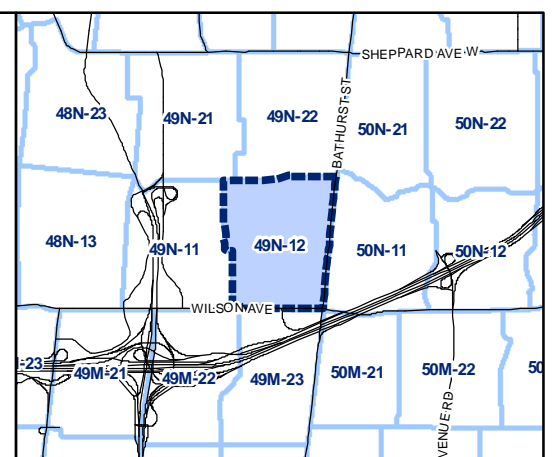 SHEPPARD AVE W
48N-23
49N-21
49N-22
50N-21
50N-22
BATHURST ST
48N-13
49N-11
49N-12
50N-11
50N-12
WILSON AVE
-23
49M-21
49M-22
49M-23
50M-21
50M-22
50
VENUE RD